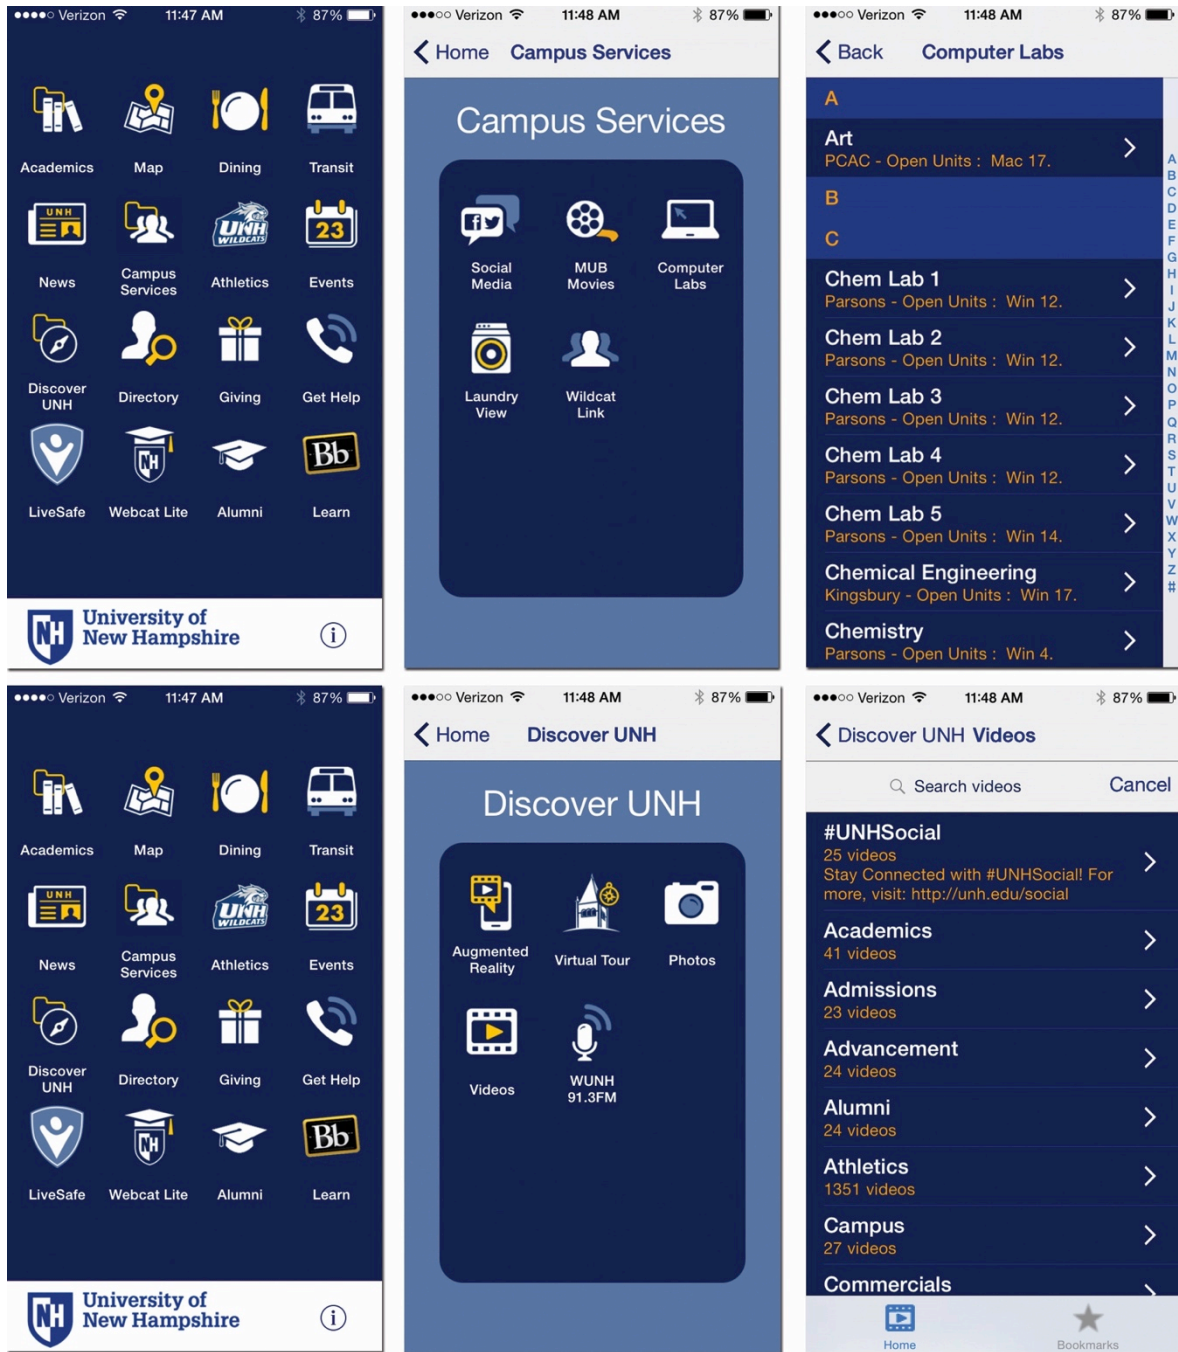 Verizon 11:47 AM 87%
Academics Map Dining Transit
UNH
UNH WILDCATS
23
News Campus Services Athletics Events
Discover UNH Directory Giving Get Help
NH
Bb
LiveSafe Webcat Lite Alumni Learn
NH University of
New Hampshire i
Verizon 11:48 AM 87%
Home Campus Services
Campus Services
Social Media MUB Movies Computer Labs
Laundry View Wildcat Link
Verizon 11:48 AM 87%
Back Computer Labs
A
Art
PCAC - Open Units : Mac 17.
B
C
Chem Lab 1
Parsons - Open Units : Win 12.
Chem Lab 2
Parsons - Open Units : Win 12.
Chem Lab 3
Parsons - Open Units : Win 12.
Chem Lab 4
Parsons - Open Units : Win 12.
Chem Lab 5
Parsons - Open Units : Win 14.
Chemical Engineering
Kingsbury - Open Units : Win 17.
Chemistry
Parsons - Open Units : Win 4.
A
B
C
D
E
F
G
H
I
J
K
L
M
N
O
P
Q
R
S
T
U
V
W
X
Y
Z
#
Verizon 11:47 AM 87%
Academics Map Dining Transit
UNH
UNH WILDCATS
23
News Campus Services Athletics Events
Discover UNH Directory Giving Get Help
NH
Bb
LiveSafe Webcat Lite Alumni Learn
NH University of
New Hampshire i
Verizon 11:48 AM 87%
Home Discover UNH
Discover UNH
Augmented Reality Virtual Tour Photos
Videos WUNH 91.3FM
Verizon 11:48 AM 87%
Discover UNH Videos
Search videos Cancel
#UNHSocial
25 videos
Stay Connected with #UNHSocial! For
more, visit: http://unh.edu/social
Academics
41 videos
Admissions
23 videos
Advancement
24 videos
Alumni
24 videos
Athletics
1351 videos
Campus
27 videos
Commercials
Home Bookmarks